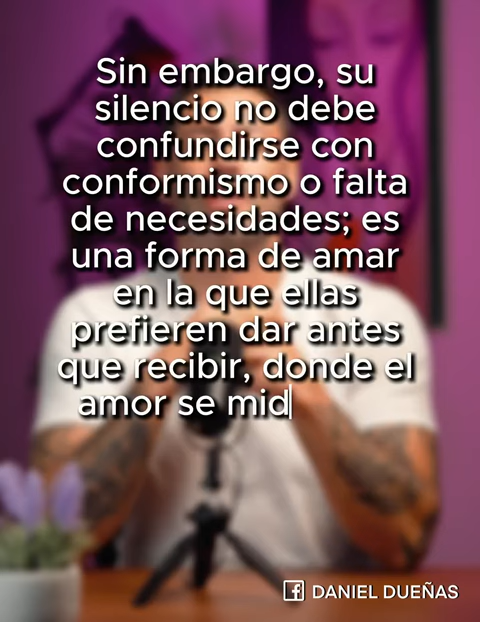 Sin embargo, su
silencio no debe
confundirse con
conformismo o falta
de necesidades; es
una forma de amar
en la que ellas
prefieren dar antes
que recibir, donde el
amor se mid
DANIEL DUEÑAS